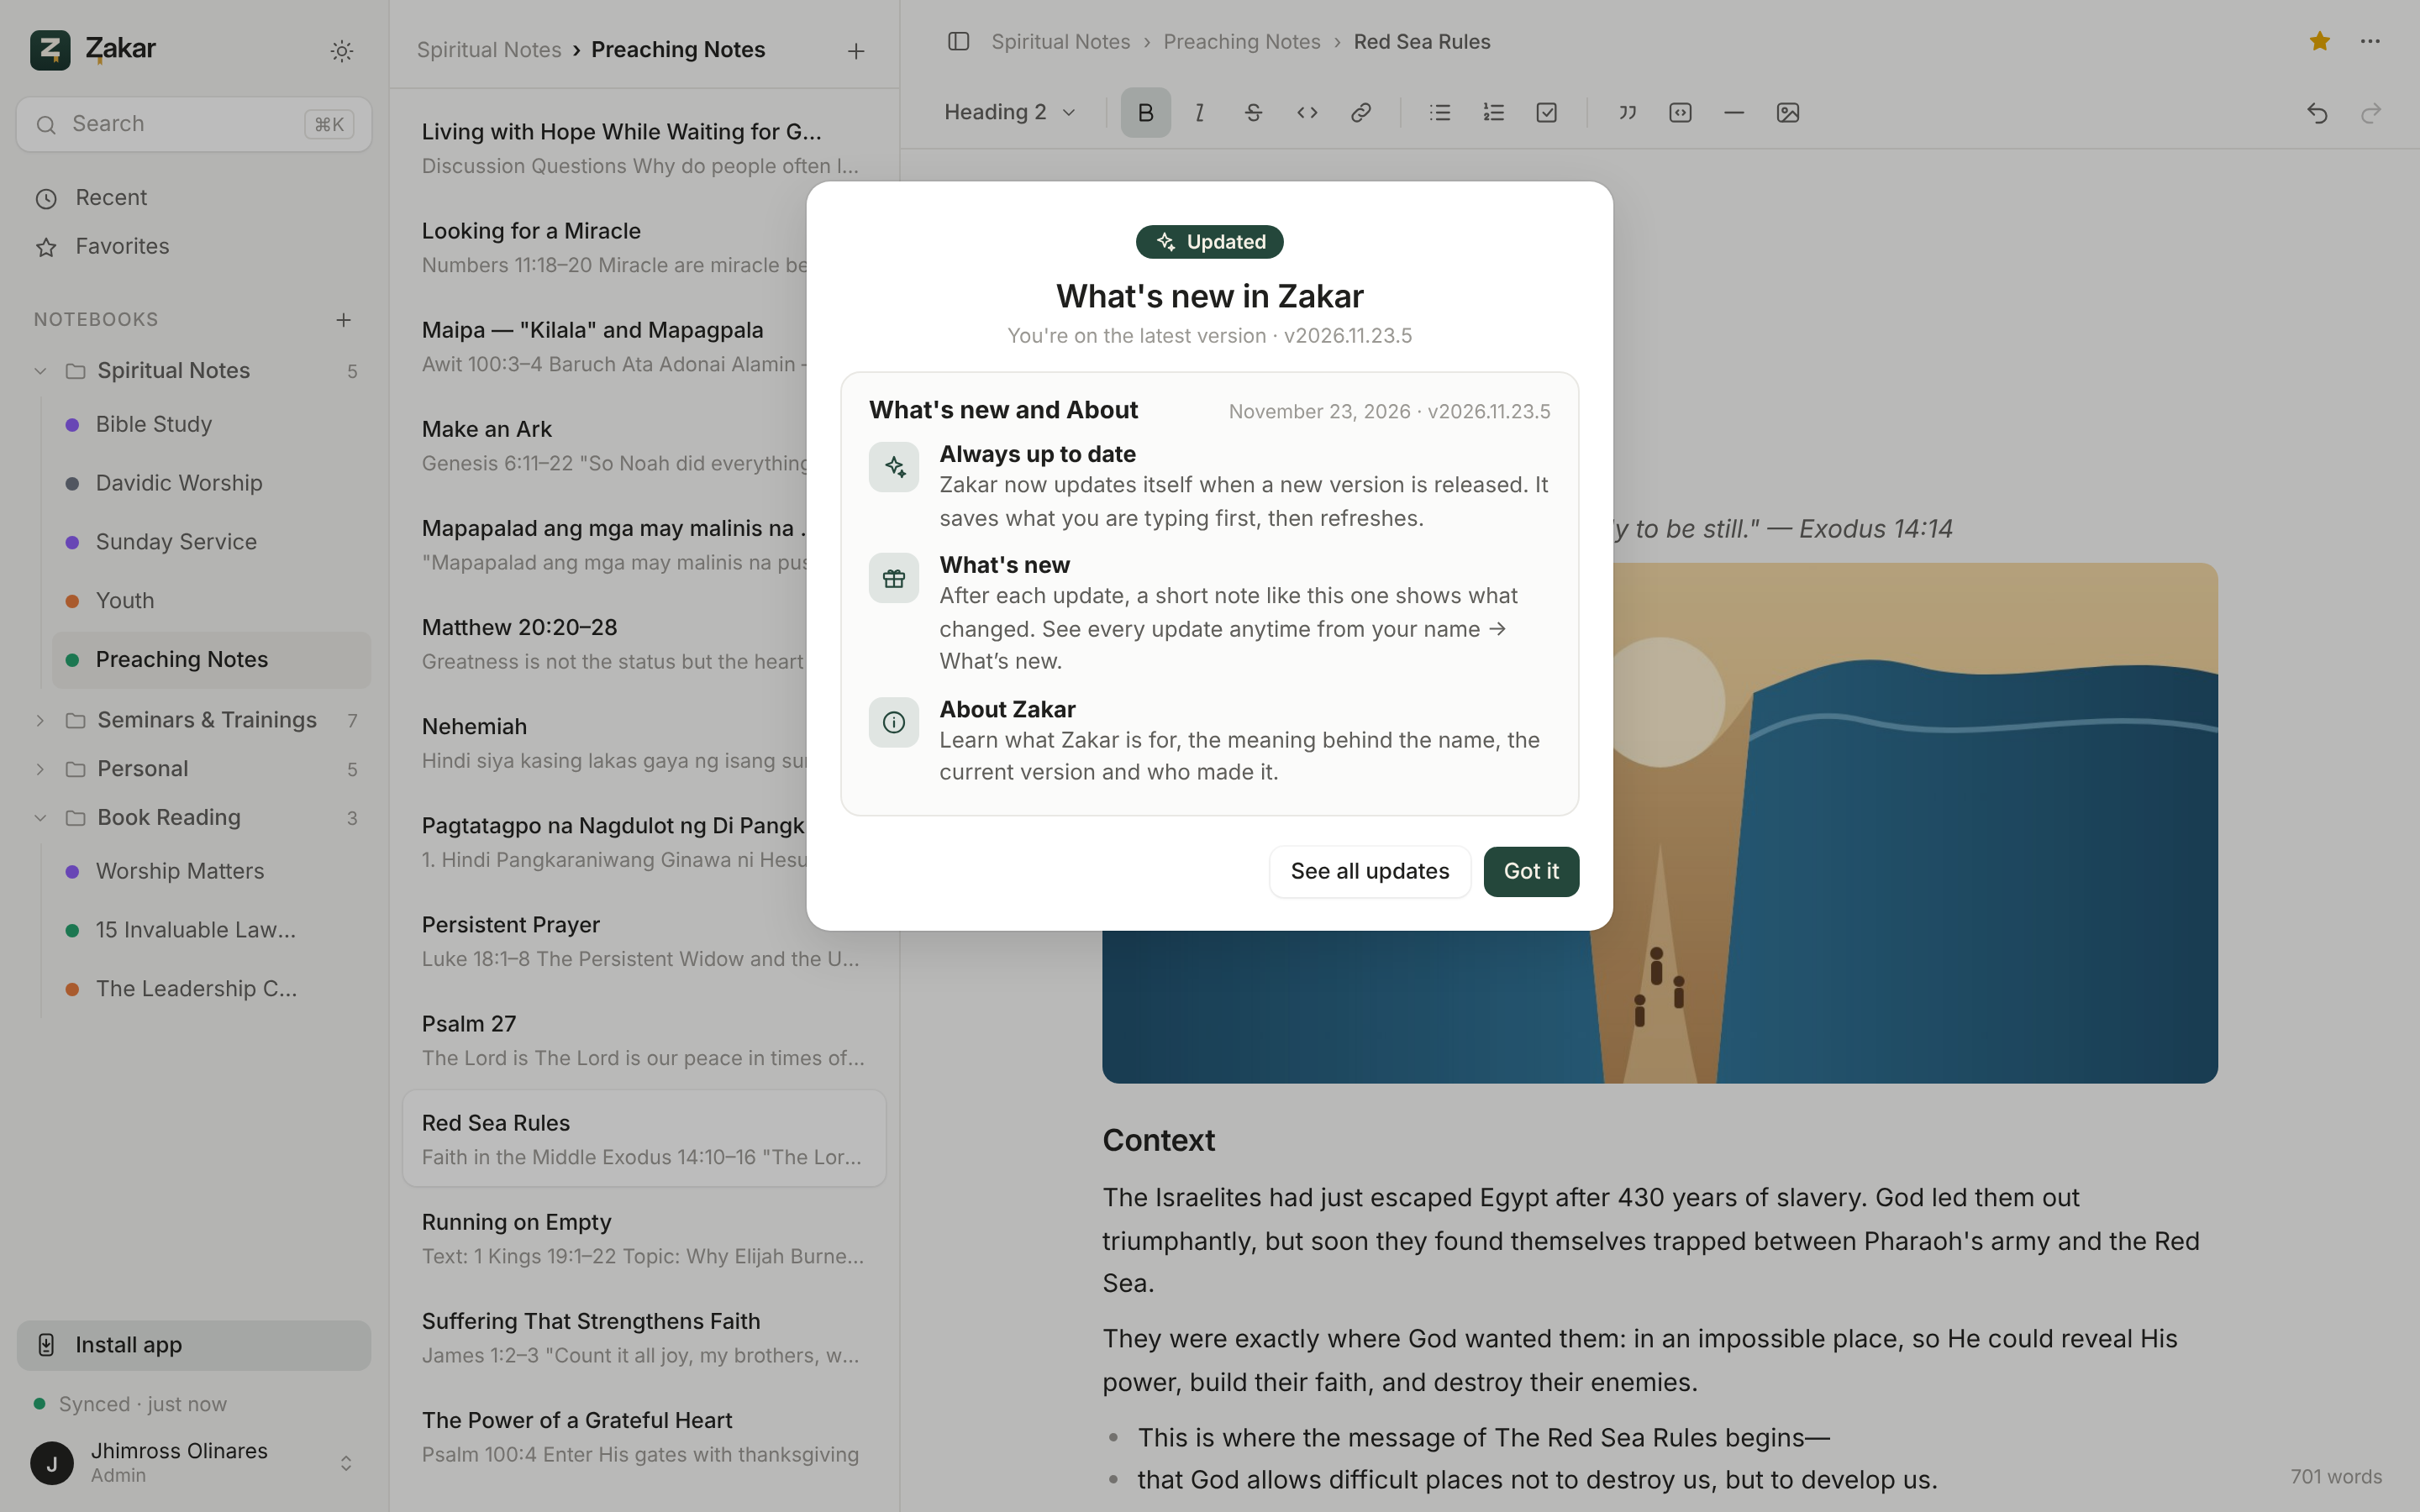 Zakar
Search
⌘K
Recent
Favorites
NOTEBOOKS
Spiritual Notes 5
Bible Study
Davidic Worship
Sunday Service
Youth
Preaching Notes
Seminars & Trainings 7
Personal 5
Book Reading 3
Worship Matters
15 Invaluable Law...
The Leadership C...
Install app
Synced · just now
J
Jhimross Olinares
Admin
Spiritual Notes › Preaching Notes
Living with Hope While Waiting for G...
Discussion Questions Why do people often l...
Looking for a Miracle
Numbers 11:18–20 Miracle are miracle be
Maipa — "Kilala" and Mapagpala
Awit 100:3–4 Baruch Ata Adonai Alamin
Make an Ark
Genesis 6:11–22 "So Noah did everything
Mapapalad ang mga may malinis na .
"Mapapalad ang mga may malinis na pus
Matthew 20:20–28
Greatness is not the status but the heart
Nehemiah
Hindi siya kasing lakas gaya ng isang
Pagtatagpo na Nagdulot ng Di Pangk
1. Hindi Pangkaraniwang Ginawa ni Hesu
Persistent Prayer
Luke 18:1–8 The Persistent Widow and the U...
Psalm 27
The Lord is The Lord is our peace in times of...
Red Sea Rules
Faith in the Middle Exodus 14:10–16 "The Lor...
Running on Empty
Text: 1 Kings 19:1–22 Topic: Why Elijah Burne...
Suffering That Strengthens Faith
James 1:2–3 "Count it all joy, my brothers, w...
The Power of a Grateful Heart
Psalm 100:4 Enter His gates with thanksgiving
Spiritual Notes › Preaching Notes › Red Sea Rules
Heading 2
Updated
What's new in Zakar
You're on the latest version · v2026.11.23.5
What's new and About
November 23, 2026 · v2026.11.23.5
Always up to date
Zakar now updates itself when a new version is released. It
saves what you are typing first, then refreshes.
What's new
After each update, a short note like this one shows what
changed. See every update anytime from your name →
What’s new.
About Zakar
Learn what Zakar is for, the meaning behind the name, the
current version and who made it.
See all updates
Got it
to be still." — Exodus 14:14
Context
The Israelites had just escaped Egypt after 430 years of slavery. God led them out
triumphantly, but soon they found themselves trapped between Pharaoh's army and the Red
Sea.
They were exactly where God wanted them: in an impossible place, so He could reveal His
power, build their faith, and destroy their enemies.
• This is where the message of The Red Sea Rules begins—
• that God allows difficult places not to destroy us, but to develop us.
701 words